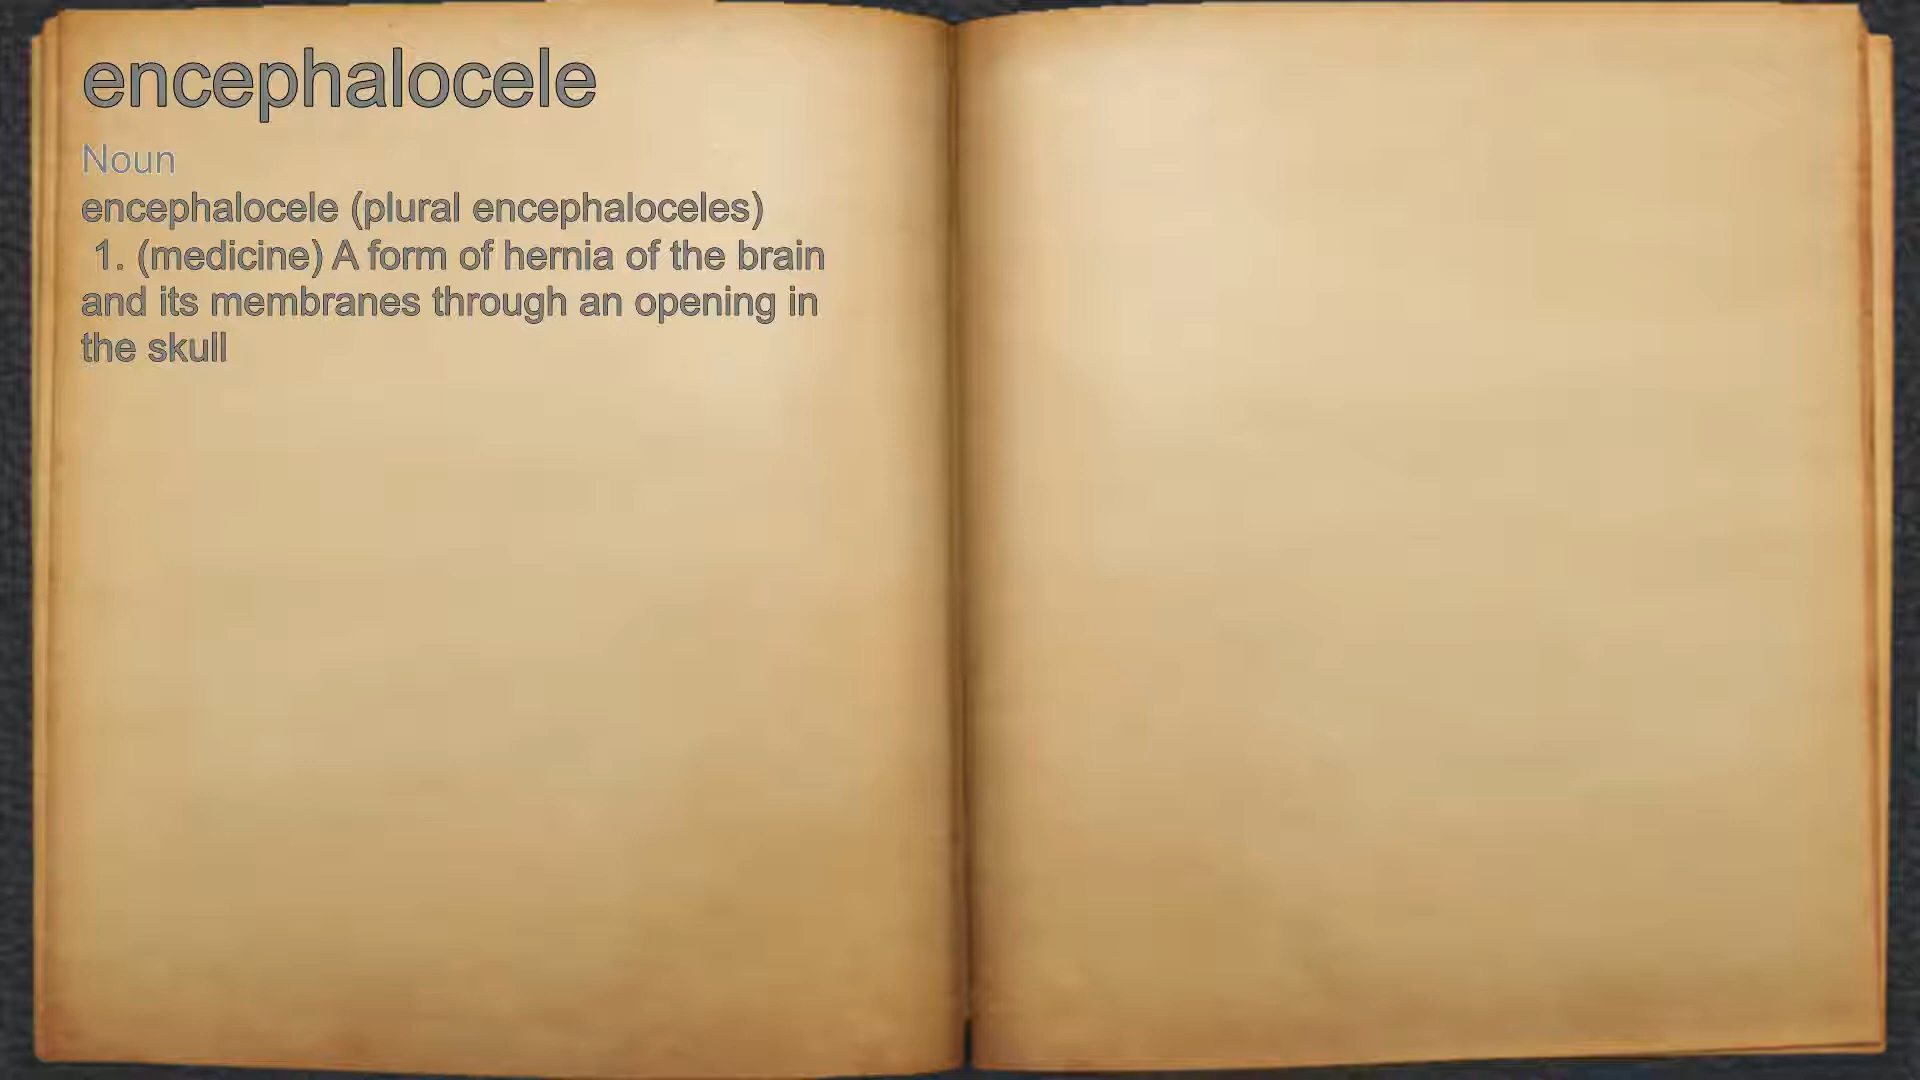 encephalocele
Noun
encephalocele (plural encephaloceles)
1. (medicine) A form of hernia of the brain
and its membranes through an opening in
the skull